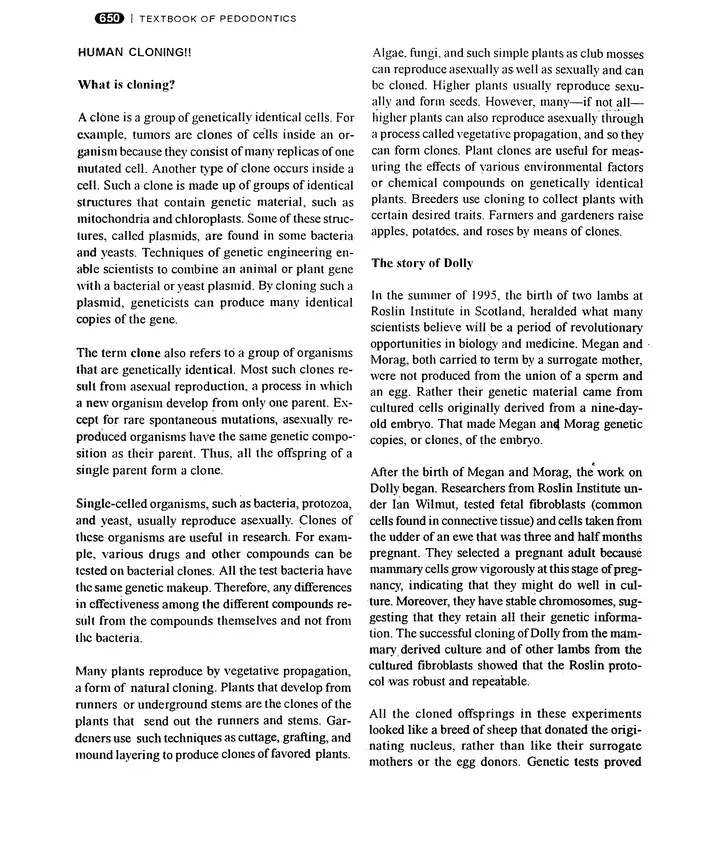 650 | TEXTBOOK OF PEDODONTICS
HUMAN CLONING!!
What is cloning?
A clone is a group of genetically identical cells. For
example, tumors are clones of cells inside an or-
ganism because they consist of many replicas of one
mutated cell. Another type of clone occurs inside a
cell. Such a clone is made up of groups of identical
structures that contain genetic material, such as
mitochondria and chloroplasts. Some of these struc-
tures, called plasmids, are found in some bacteria
and yeasts. Techniques of genetic engineering en-
able scientists to combine an animal or plant gene
with a bacterial or yeast plasmid. By cloning such a
plasmid, geneticists can produce many identical
copies of the gene.
The term clone also refers to a group of organisms
that are genetically identical. Most such clones re-
sult from asexual reproduction, a process in which
a new organism develop from only one parent. Ex-
cept for rare spontaneous mutations, asexually re-
produced organisms have the same genetic compo-
sition as their parent. Thus, all the offspring of a
single parent form a clone.
Single-celled organisms, such as bacteria, protozoa,
and yeast, usually reproduce asexually. Clones of
these organisms are useful in research. For exam-
ple, various drugs and other compounds can be
tested on bacterial clones. All the test bacteria have
the same genetic makeup. Therefore, any differences
in effectiveness among the different compounds re-
sult from the compounds themselves and not from
the bacteria.
Many plants reproduce by vegetative propagation,
a form of natural cloning. Plants that develop from
runners or underground stems are the clones of the
plants that send out the runners and stems. Gar-
deners use such techniques as cuttage, grafting, and
mound layering to produce clones of favored plants.
Algae, fungi, and such simple plants as club mosses
can reproduce asexually as well as sexually and can
be cloned. Higher plants usually reproduce sexu-
ally and form seeds. However, many—if not all—
higher plants can also reproduce asexually through
a process called vegetative propagation, and so they
can form clones. Plant clones are useful for meas-
uring the effects of various environmental factors
or chemical compounds on genetically identical
plants. Breeders use cloning to collect plants with
certain desired traits. Farmers and gardeners raise
apples, potatoes, and roses by means of clones.
The story of Dolly
In the summer of 1995, the birth of two lambs at
Roslin Institute in Scotland, heralded what many
scientists believe will be a period of revolutionary
opportunities in biology and medicine. Megan and
Morag, both carried to term by a surrogate mother,
were not produced from the union of a sperm and
an egg. Rather their genetic material came from
cultured cells originally derived from a nine-day-
old embryo. That made Megan and Morag genetic
copies, or clones, of the embryo.
After the birth of Megan and Morag, the work on
Dolly began. Researchers from Roslin Institute un-
der Ian Wilmut, tested fetal fibroblasts (common
cells found in connective tissue) and cells taken from
the udder of an ewe that was three and half months
pregnant. They selected a pregnant adult because
mammary cells grow vigorously at this stage of preg-
nancy, indicating that they might do well in cul-
ture. Moreover, they have stable chromosomes, sug-
gesting that they retain all their genetic informa-
tion. The successful cloning of Dolly from the mam-
mary derived culture and of other lambs from the
cultured fibroblasts showed that the Roslin proto-
col was robust and repeatable.
All the cloned offsprings in these experiments
looked like a breed of sheep that donated the origi-
nating nucleus, rather than like their surrogate
mothers or the egg donors. Genetic tests proved